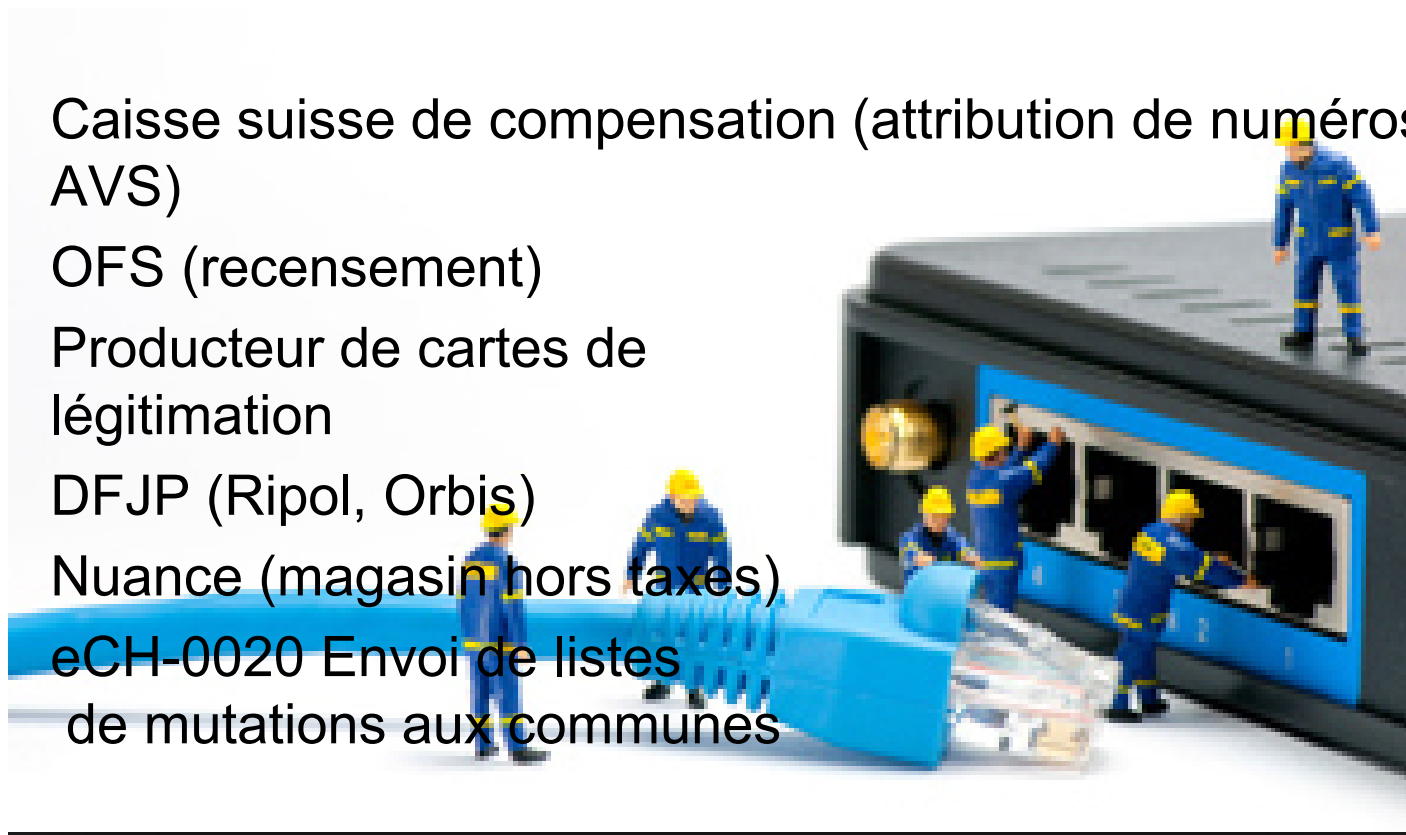 Caisse suisse de compensation (attribution de numéros
AVS)
OFS (recensement)
Producteur de cartes de
légitimation
DFJP (Ripol, Orbis)
Nuance (magasin hors taxes)
eCH-0020 Envoi de listes
de mutations aux communes